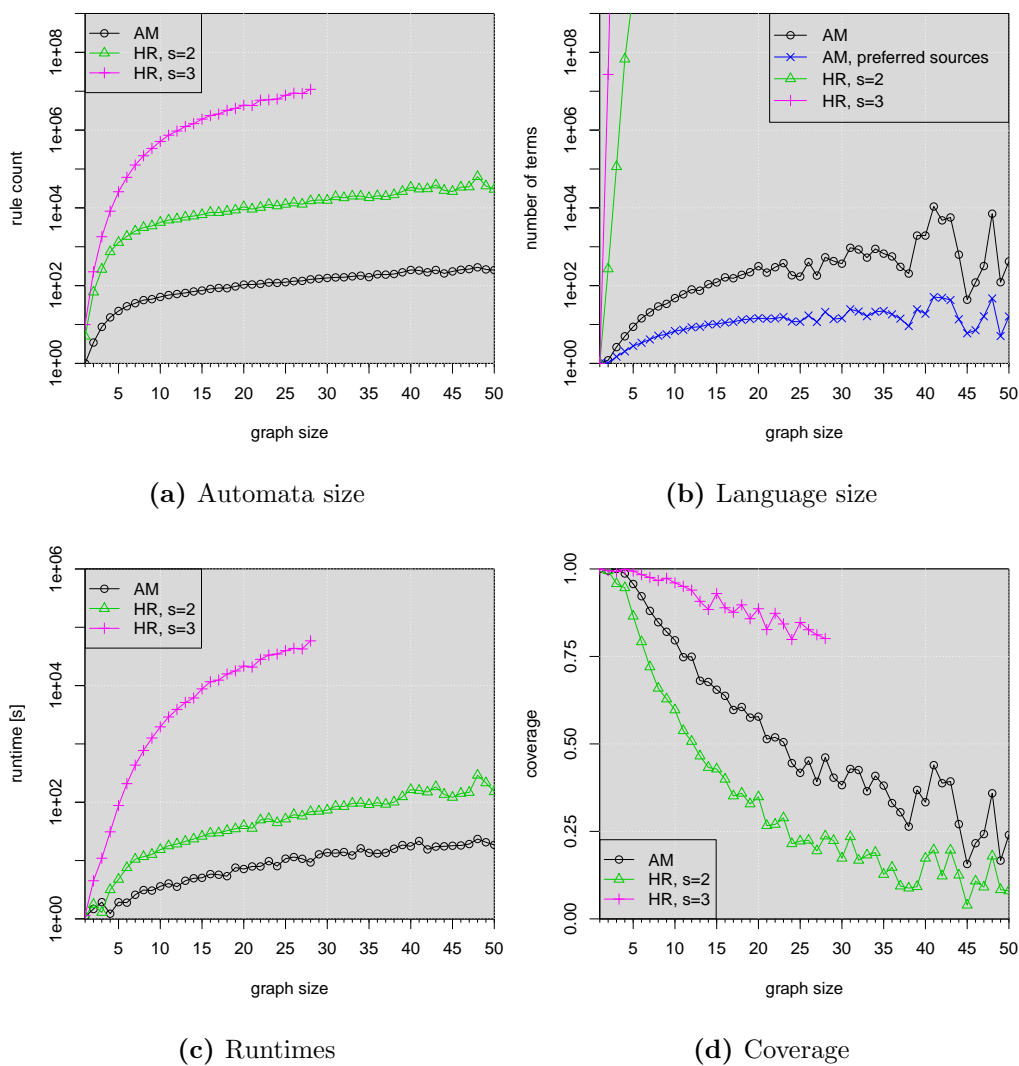 AM
HR, s=2
HR, s=3
1e+00 1e+02 1e+04 1e+06 1e+08
rule count
5 10 15 20 25 30 35 40 45 50
graph size
(a) Automata size
AM
AM, preferred sources
HR, s=2
HR, s=3
1e+00 1e+02 1e+04 1e+06 1e+08
number of terms
5 10 15 20 25 30 35 40 45 50
graph size
(b) Language size
AM
HR, s=2
HR, s=3
1e+00 1e+02 1e+04 1e+06
runtime [s]
5 10 15 20 25 30 35 40 45 50
graph size
(c) Runtimes
AM
HR, s=2
HR, s=3
0.00 0.25 0.50 0.75 1.00
coverage
5 10 15 20 25 30 35 40 45 50
graph size
(d) Coverage